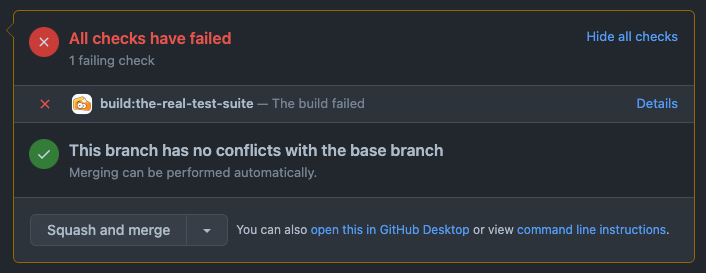 All checks have failed
Hide all checks
1 failing check
build:the-real-test-suite — The build failed
Details
This branch has no conflicts with the base branch
Merging can be performed automatically.
Squash and merge
You can also open this in GitHub Desktop or view command line instructions.